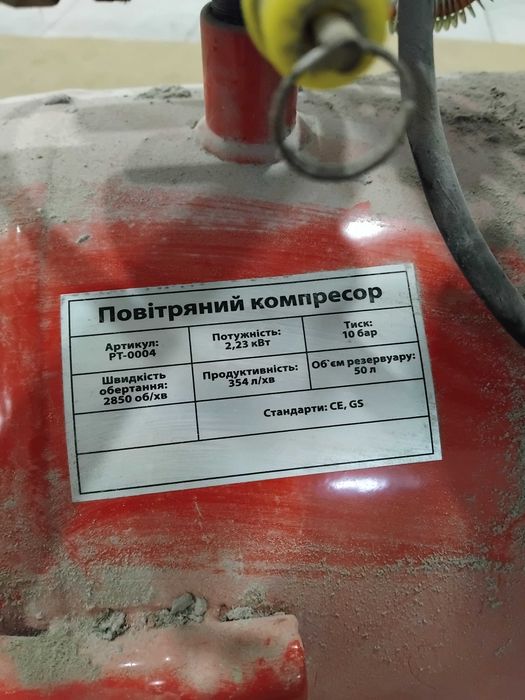 Повітряний компресор
Артикул:
PT-0004
Потужність:
2,23 кВт
Тиск:
10 бар
Швидкість
обертання:
2850 об/хв
Продуктивність:
354 л/хв
Об`єм резервуару:
50 л
Стандарти: CE, GS